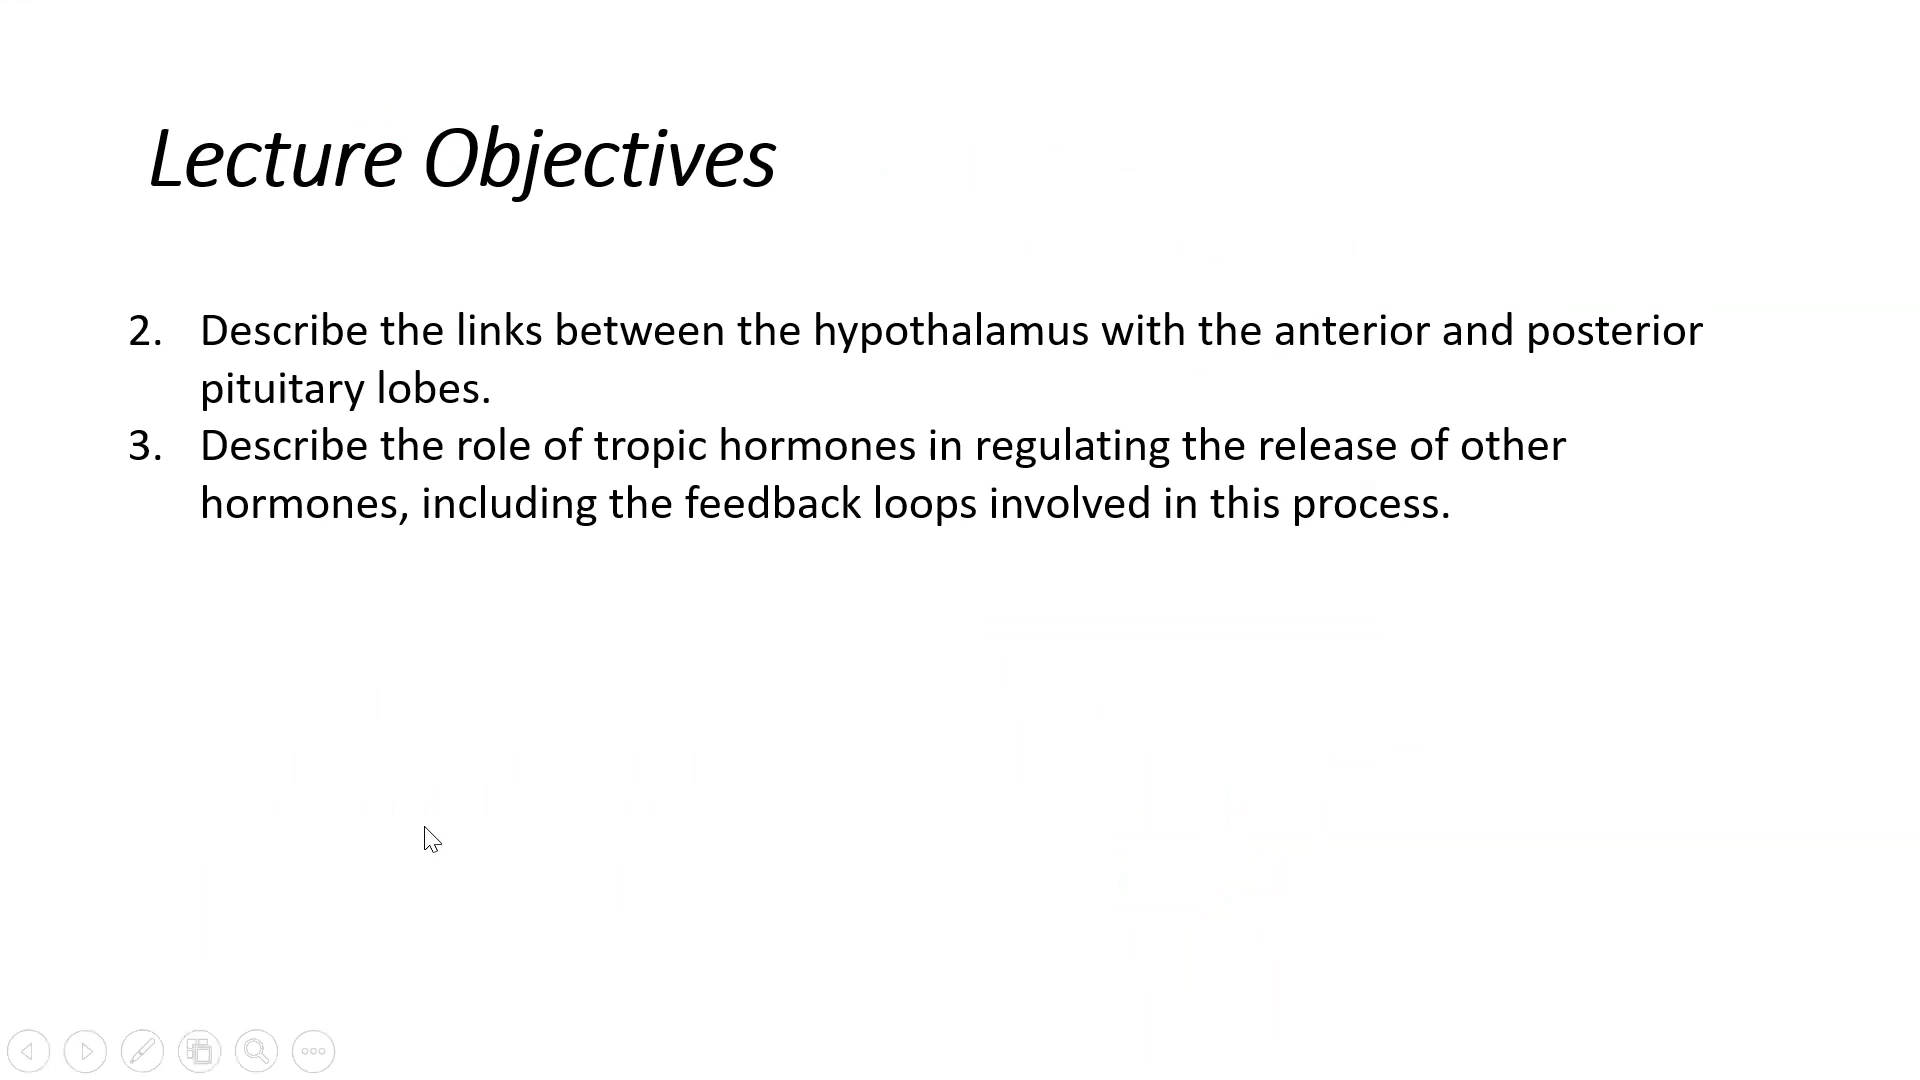 Lecture Objectives
2. Describe the links between the hypothalamus with the anterior and posterior
pituitary lobes.
3. Describe the role of tropic hormones in regulating the release of other
hormones, including the feedback loops involved in this process.